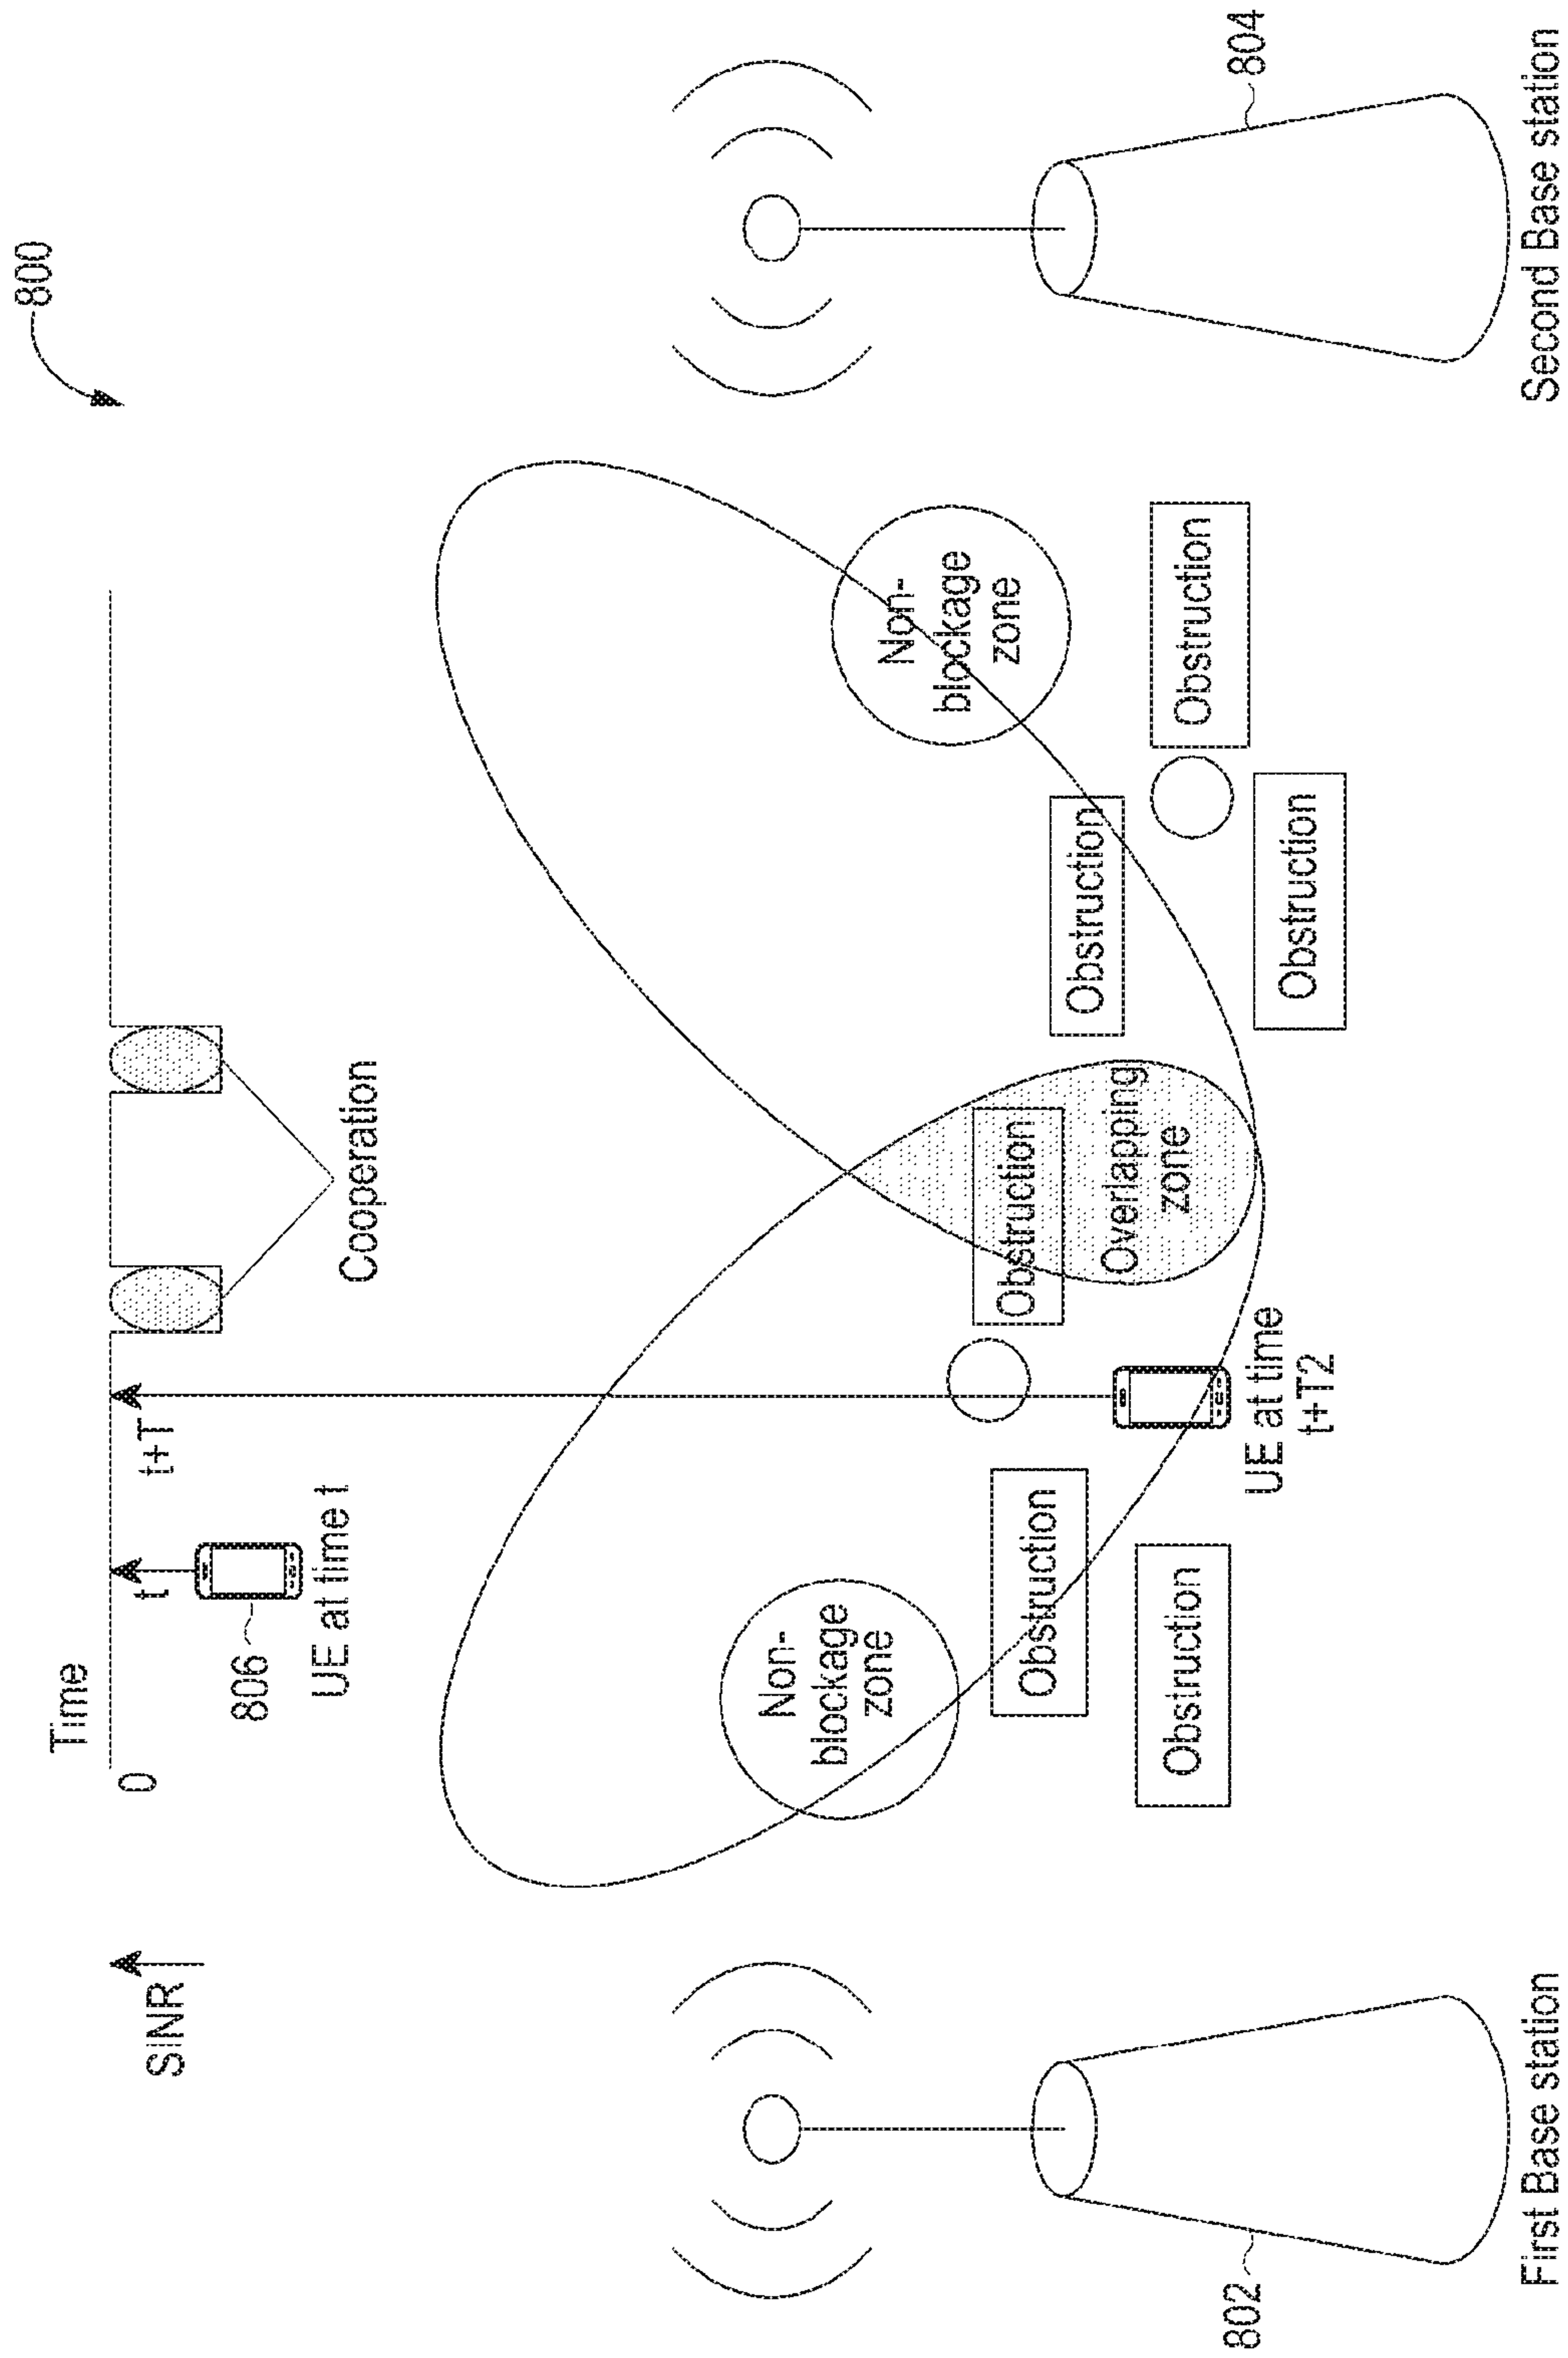 800
SINR
Time
0
t
t+T
806
UE at time t
Cooperation
Non-
blockage
zone
Non-
blockage
zone
Obstruction
Obstruction
Obstruction
Overlapping
zone
Obstruction
Obstruction
Obstruction
UE at time
t+T2
802
First Base station
804
Second Base station